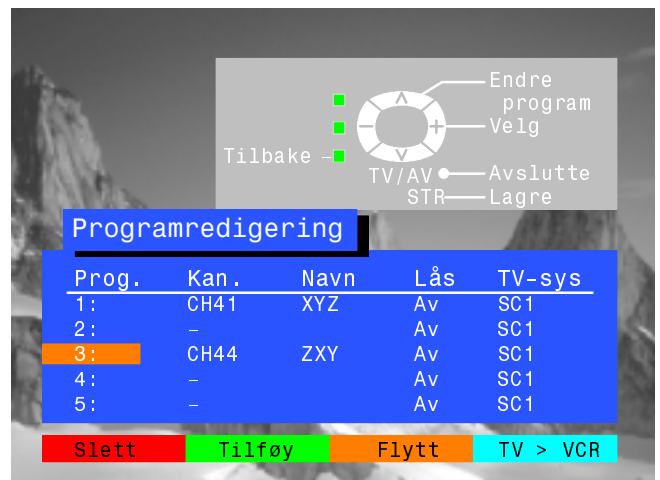 Endre
program
Velg
Tilbake
TV/AV Avslutte
STR Lagre
Programredigering
Prog. Kan. Navn Lås TV-sys
1: CH41 XYZ Av SC1
2: – Av SC1
3: CH44 ZXY Av SC1
4: – Av SC1
5: – Av SC1
Slett Tilføy Flytt TV > VCR